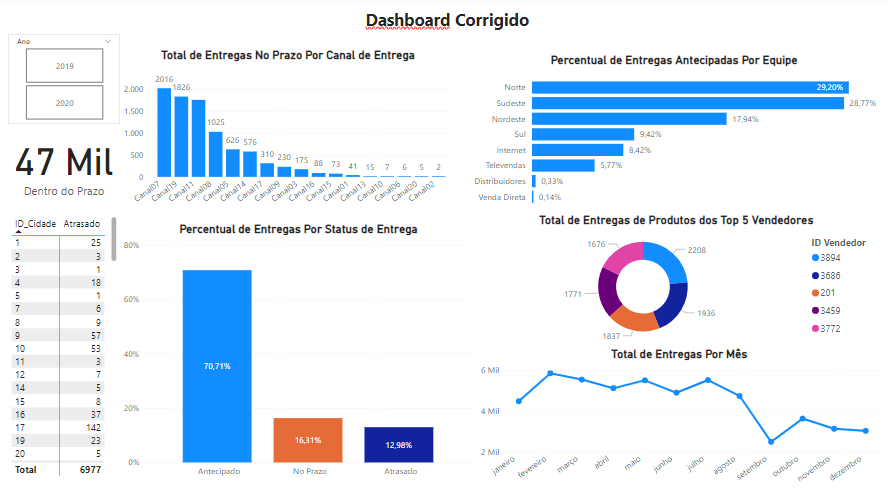 Dashboard Corrigido
Ano
2019
2020
47 Mil
Dentro do Prazo
ID_Cidade Atrasado
1 25
2 3
3 1
4 18
5 1
7 6
8 9
9 57
10 53
11 3
12 7
14 5
15 8
16 37
17 142
19 23
20 5
Total 6977
Total de Entregas No Prazo Por Canal de Entrega
2.000
1.500
1.000
500
0
2016
1826
1025
626
576
310
230
175
88
73
41
15
7
6
5
2
Canal07
Canal19
Canal11
Canal08
Canal05
Canal14
Canal17
Canal09
Canal03
Canal16
Canal15
Canal01
Canal13
Canal10
Canal06
Canal20
Canal02
Percentual de Entregas Por Status de Entrega
80%
60%
40%
20%
0%
70,71%
16,31%
12,98%
Antecipado
No Prazo
Atrasado
Percentual de Entregas Antecipadas Por Equipe
Norte 29,20%
Sudeste 28,77%
Nordeste 17,94%
Sul 9,42%
Internet 8,42%
Televendas 5,77%
Distribuidores 0,33%
Venda Direta 0,14%
Total de Entregas de Produtos dos Top 5 Vendedores
1676
2208
1771
1936
1837
ID Vendedor
3894
3686
201
3459
3772
Total de Entregas Por Mês
6 Mil
4 Mil
2 Mil
janeiro
fevereiro
março
abril
maio
junho
julho
agosto
setembro
outubro
novembro
dezembro